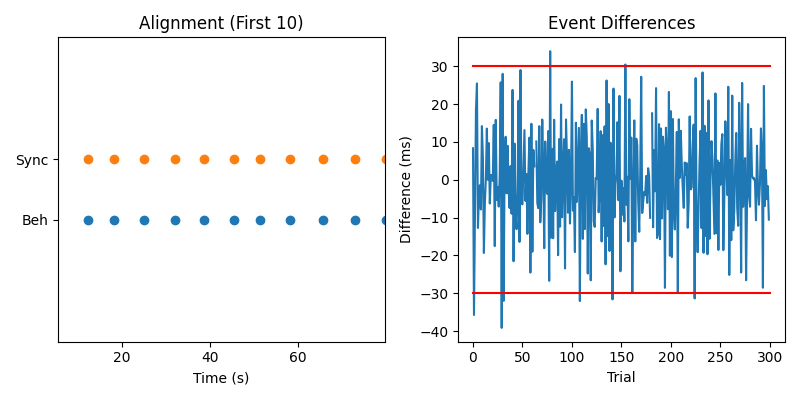 Alignment (First 10)
Sync
Beh
20
40
60
Time (s)
Event Differences
Difference (ms)
30
20
10
0
−10
−20
−30
−40
0
50
100
150
200
250
300
Trial